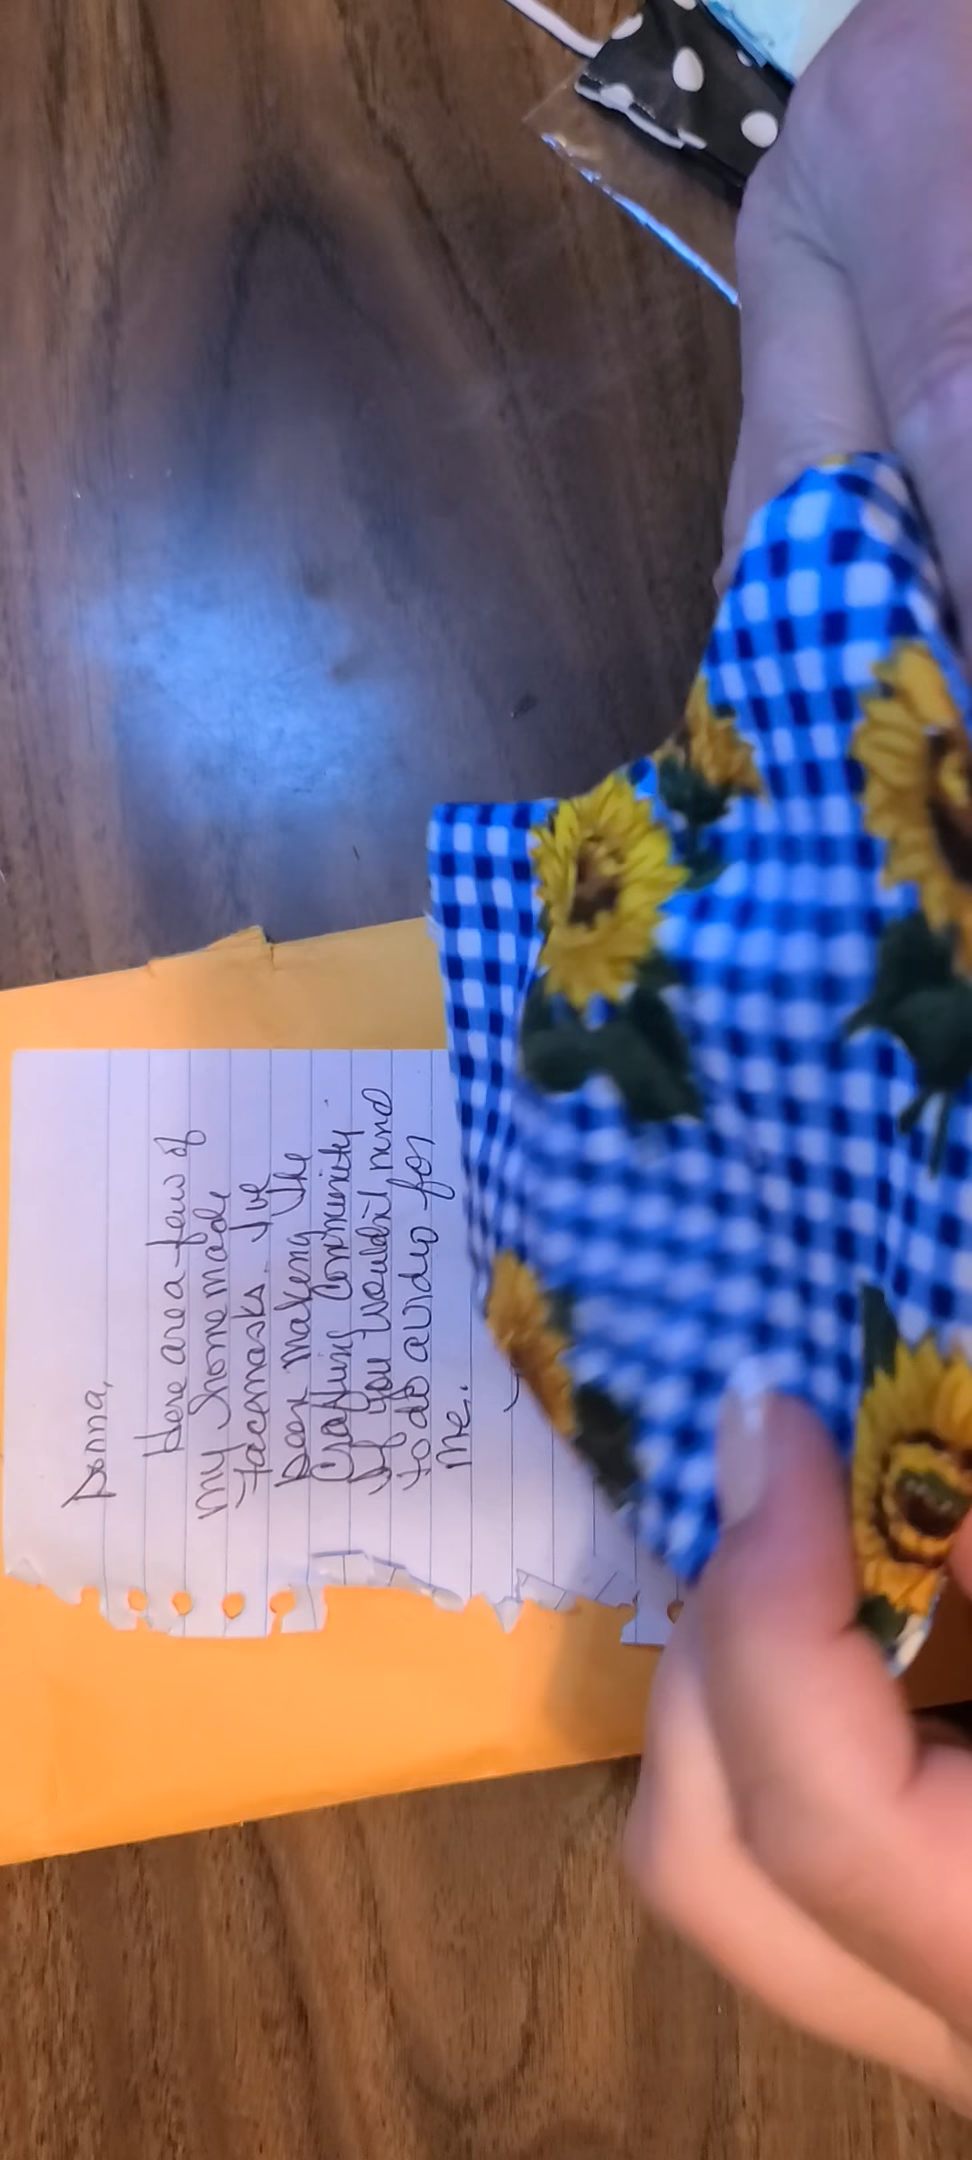 Donna,
Here are a few of
my homemade
facemasks. I've
been making the
Crafting Community.
If you wouldn't mind
to do a video for
me.